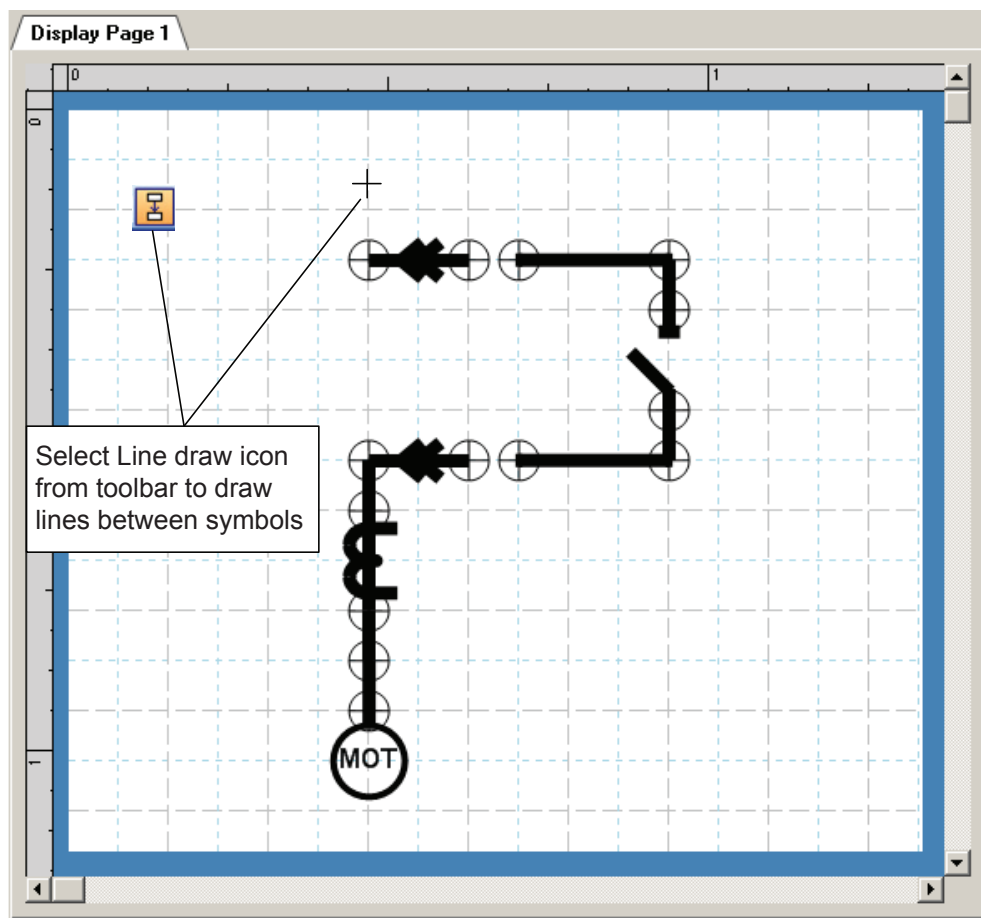 Display Page 1
0
1
0
Select Line draw icon
from toolbar to draw
lines between symbols
1
MOT